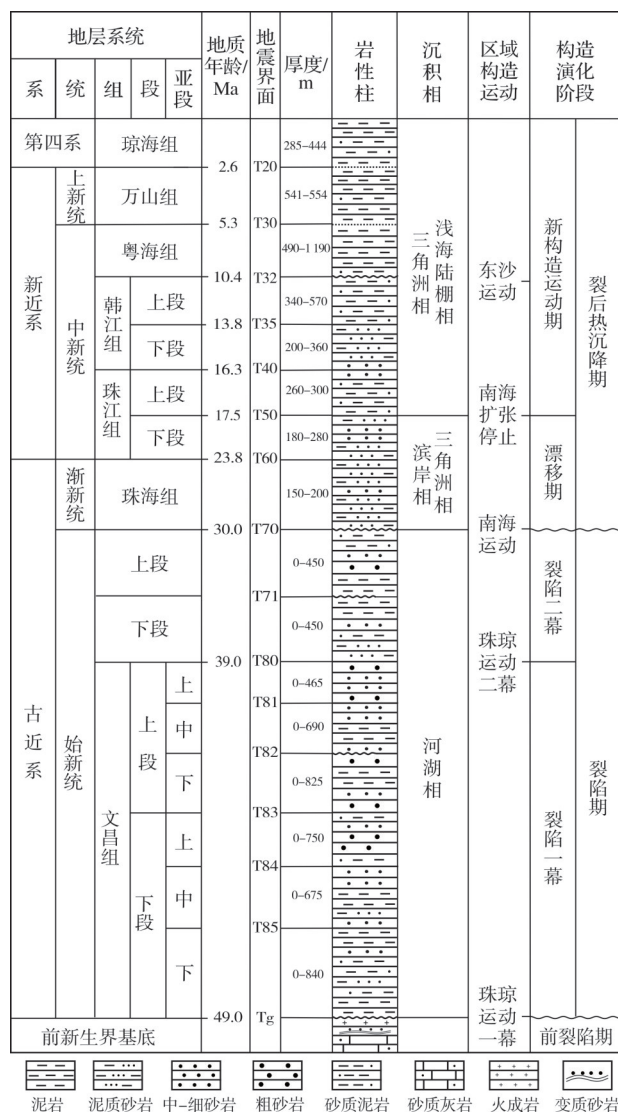 地层系统
地质年龄/Ma
地震界面
厚度/m
岩性柱
沉积相
区域构造运动
构造演化阶段
系
统
组
段
亚段
第四系
琼海组
285-444
2.6
T20
上新统
万山组
541-554
5.3
T30
粤海组
490-1 190
10.4
T32
新近系
中新统
韩江组
上段
340-570
13.8
T35
下段
200-360
16.3
T40
珠江组
上段
260-300
17.5
T50
下段
180-280
23.8
T60
渐新统
珠海组
150-200
30.0
T70
上段
0-450
T71
下段
0-450
39.0
T80
古近系
始新统
文昌组
上段
上
0-465
T81
中
0-690
T82
下
0-825
T83
下段
上
0-750
T84
中
0-675
T85
下
0-840
49.0
Tg
前新生界基底
三角洲相
浅海陆棚相
滨岸相
三角洲相
河湖相
东沙运动
南海扩张停止
南海运动
珠琼运动二幕
珠琼运动一幕
新构造运动期
裂后热沉降期
漂移期
裂陷二幕
裂陷一幕
裂陷期
前裂陷期
泥岩
泥质砂岩
中-细砂岩
粗砂岩
砂质泥岩
砂质灰岩
火成岩
变质砂岩